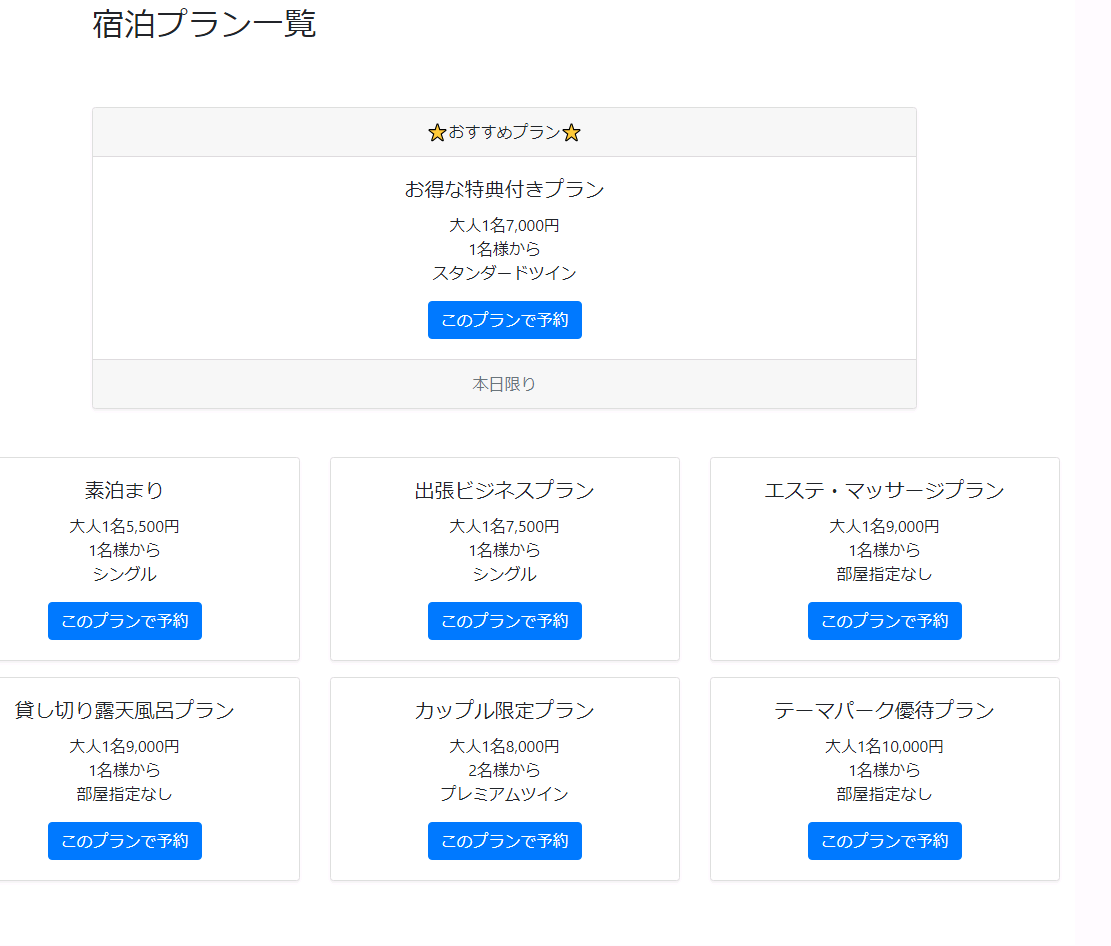 宿泊プラン一覧
⭐おすすめプラン⭐
お得な特典付きプラン
大人1名7,000円
1名様から
スタンダードツイン
このプランで予約
本日限り
素泊まり
大人1名5,500円
1名様から
シングル
このプランで予約
出張ビジネスプラン
大人1名7,500円
1名様から
シングル
このプランで予約
エステ・マッサージプラン
大人1名9,000円
1名様から
部屋指定なし
このプランで予約
貸し切り露天風呂プラン
大人1名9,000円
1名様から
部屋指定なし
このプランで予約
カップル限定プラン
大人1名8,000円
2名様から
プレミアムツイン
このプランで予約
テーマパーク優待プラン
大人1名10,000円
1名様から
部屋指定なし
このプランで予約